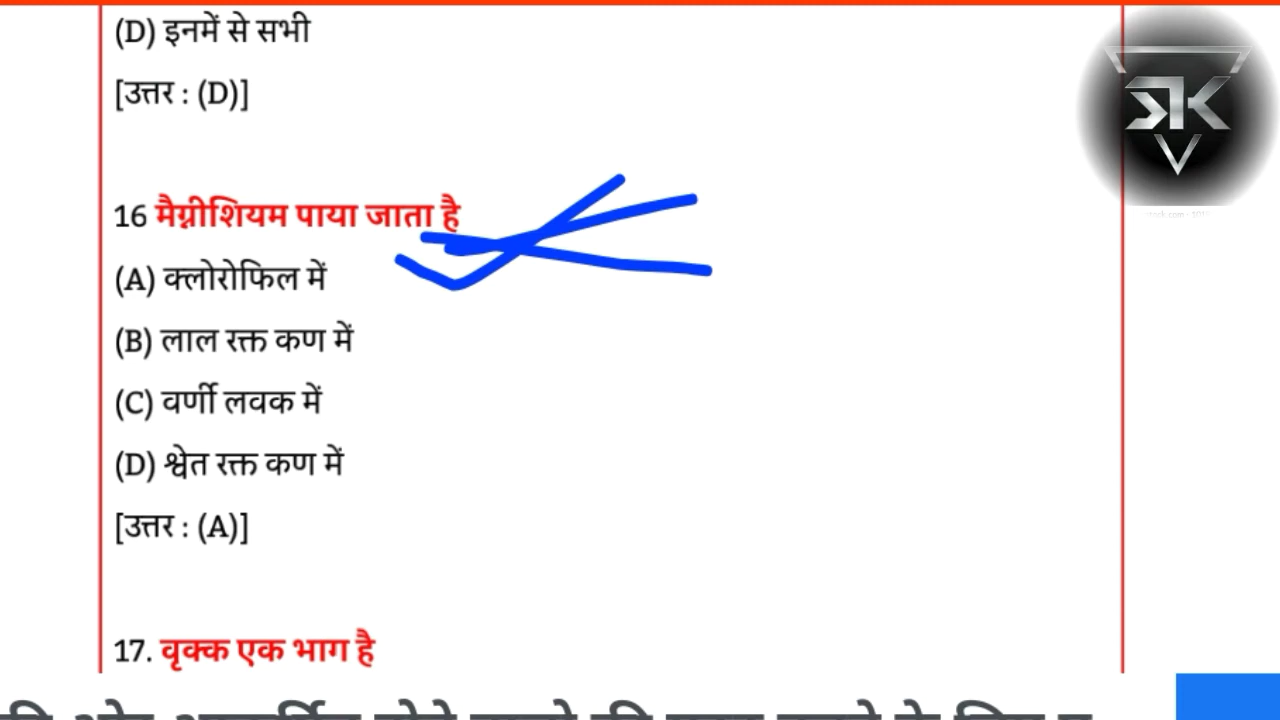 (D) इनमें से सभी
[उत्तर : (D)]
16 मैग्नीशियम पाया जाता है
(A) क्लोरोफिल में
(B) लाल रक्त कण में
(C) वर्णी लवक में
(D) श्वेत रक्त कण में
[उत्तर : (A)]
17. वृक्क एक भाग है